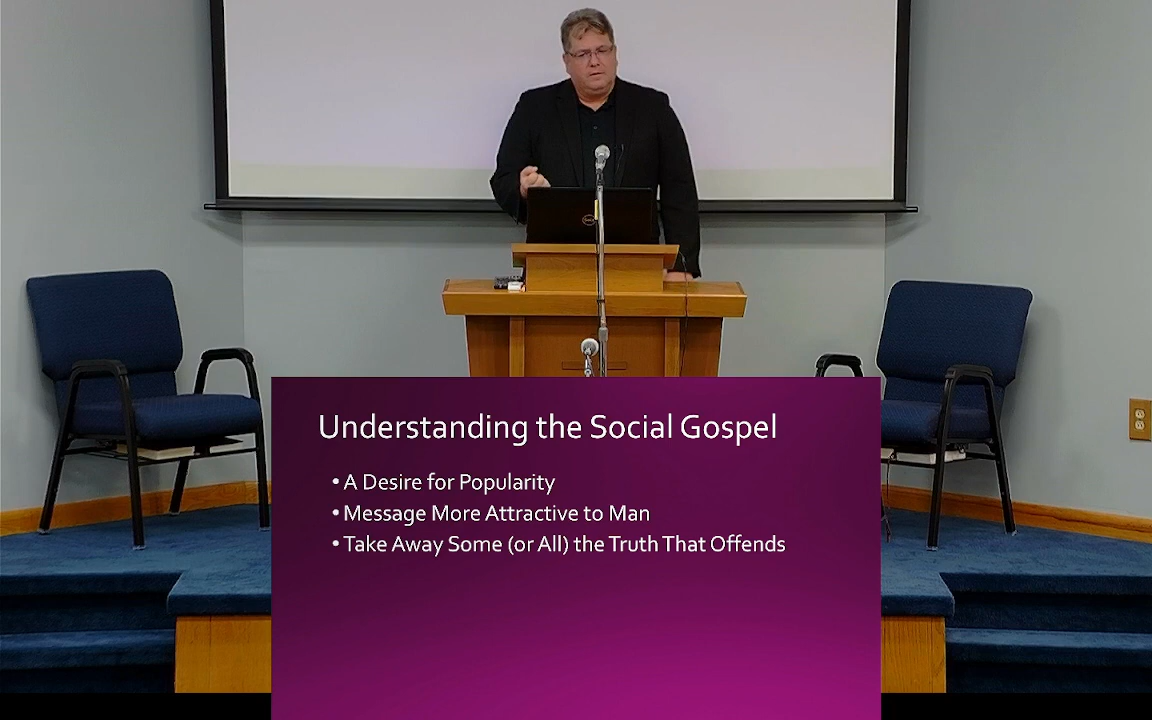 Understanding the Social Gospel
• A Desire for Popularity
• Message More Attractive to Man
• Take Away Some (or All) the Truth That Offends